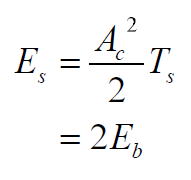 E_s = \frac{A_c^2}{2} T_s
= 2E_b